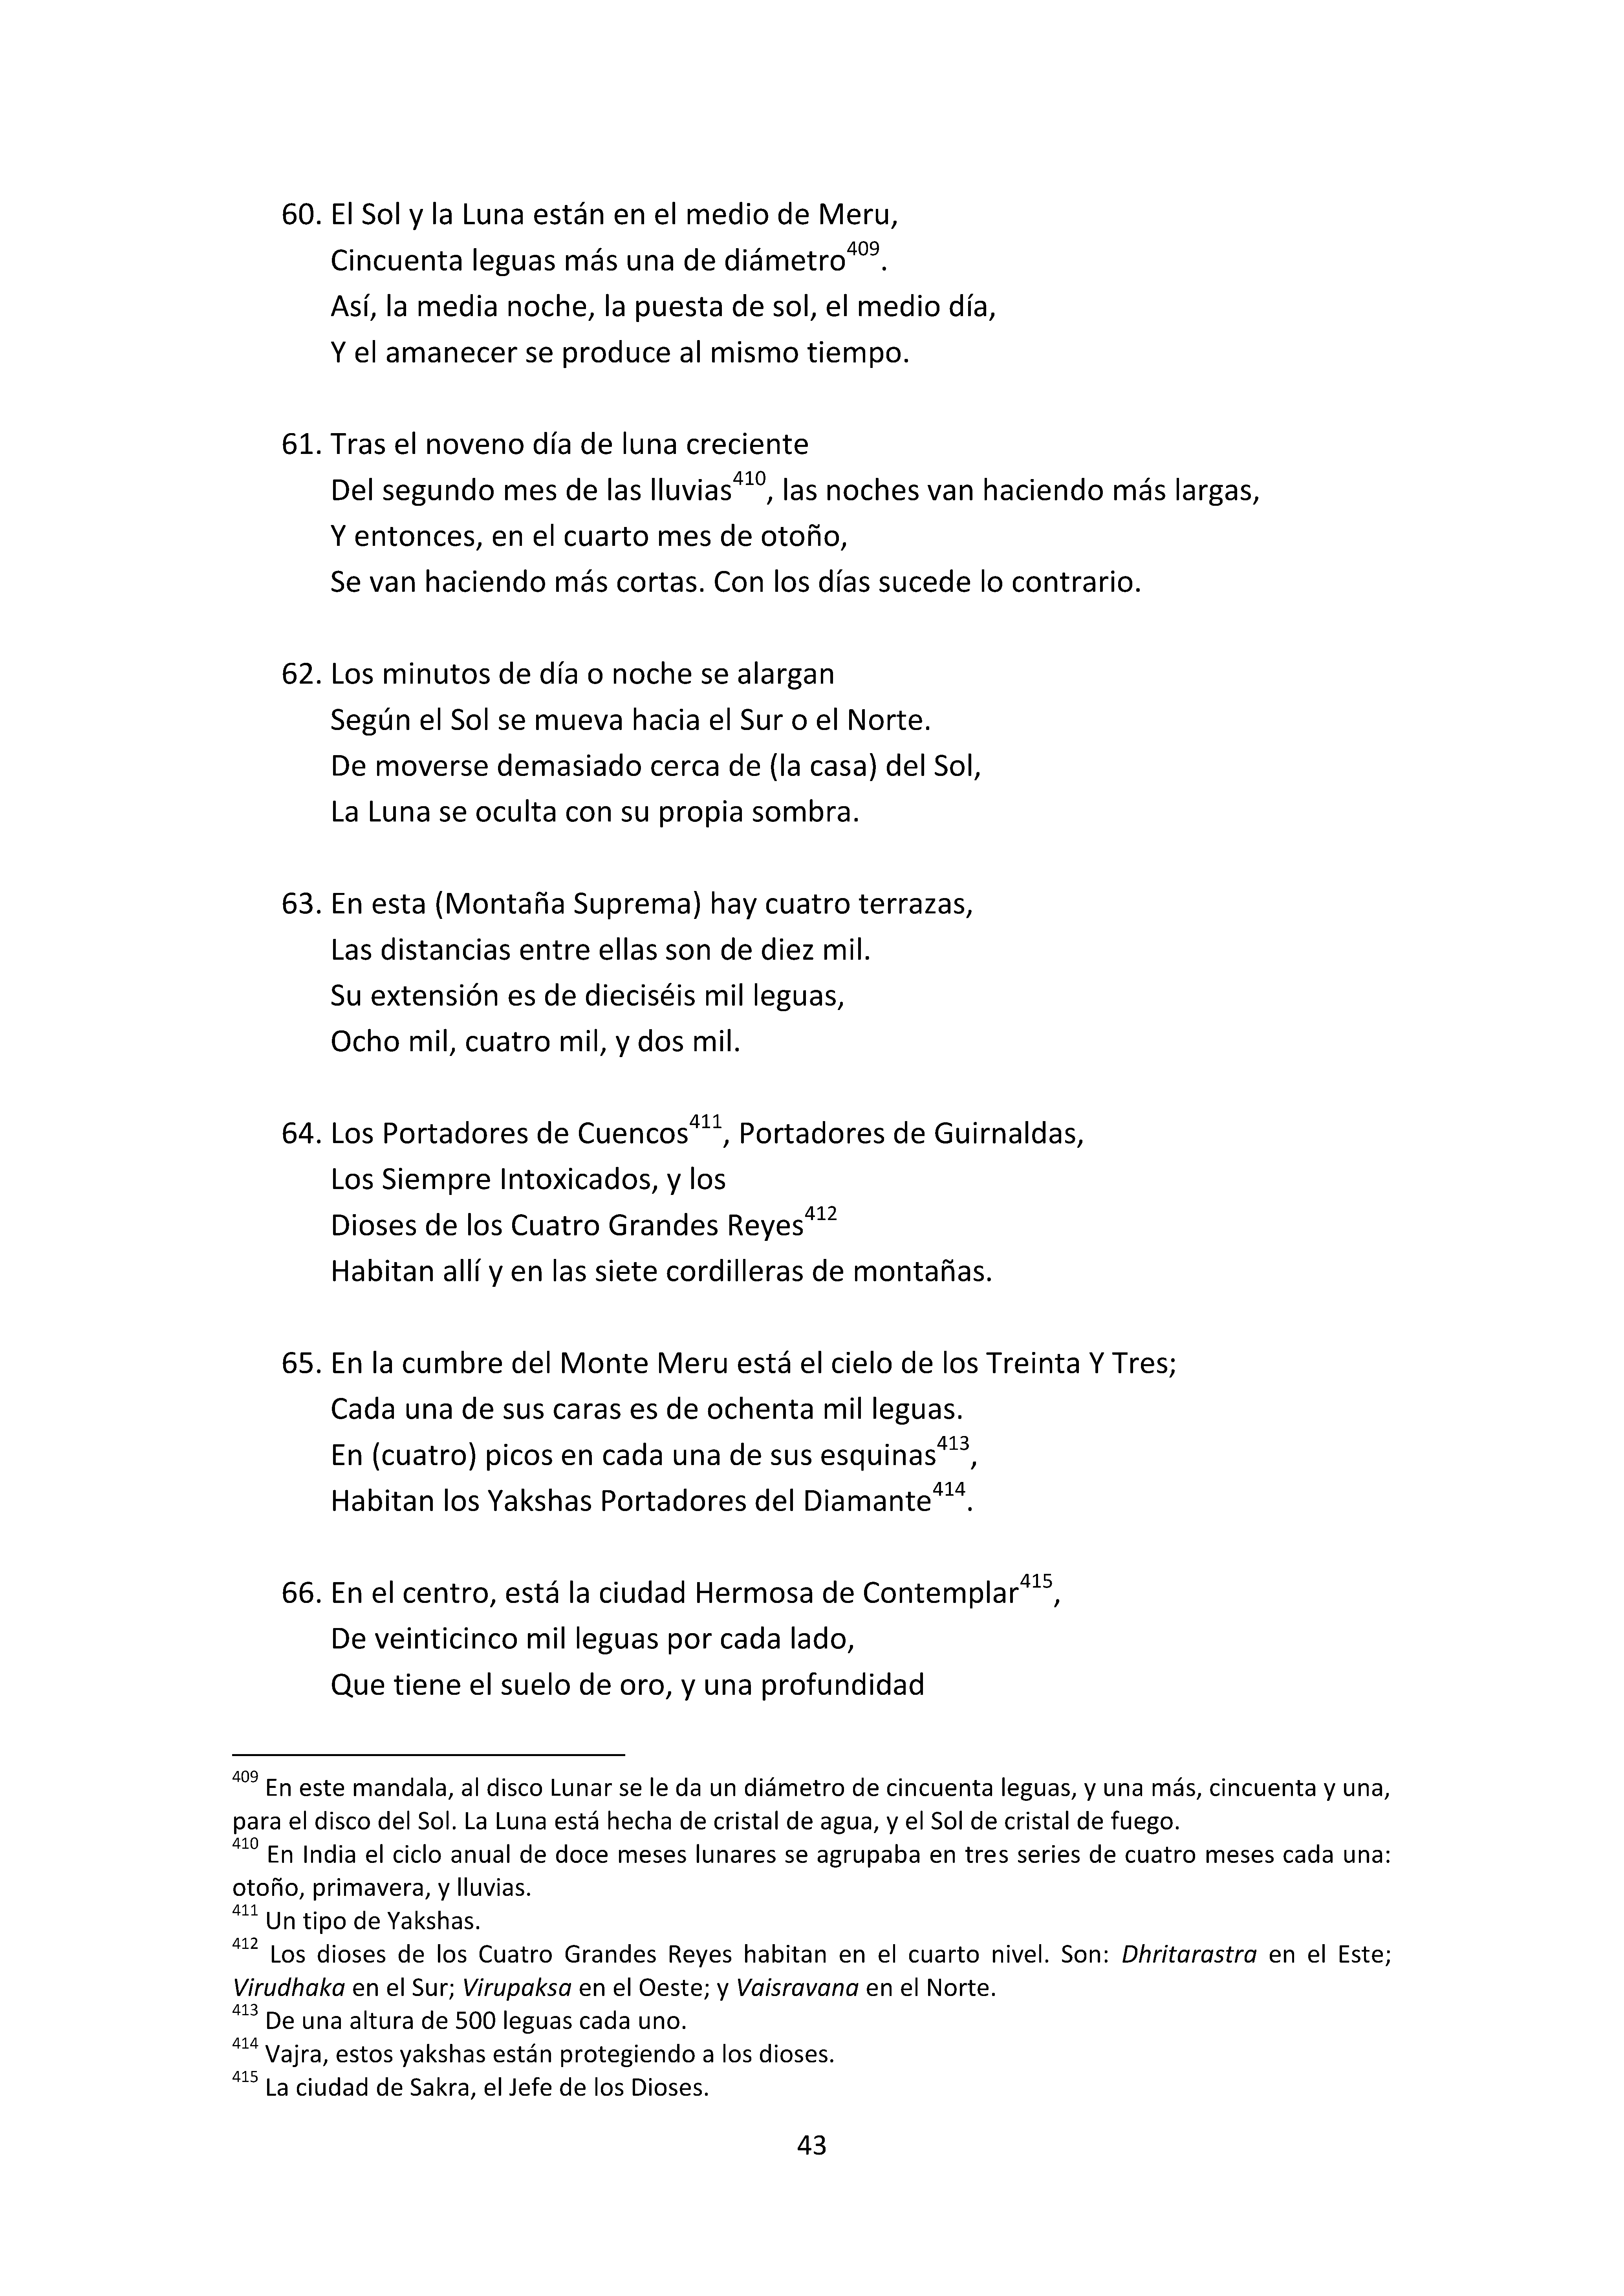 60. El Sol y la Luna están en el medio de Meru,
Cincuenta leguas más una de diámetro409.
Así, la media noche, la puesta de sol, el medio día,
Y el amanecer se produce al mismo tiempo.
61. Tras el noveno día de luna creciente
Del segundo mes de las lluvias410, las noches van haciendo más largas,
Y entonces, en el cuarto mes de otoño,
Se van haciendo más cortas. Con los días sucede lo contrario.
62. Los minutos de día o noche se alargan
Según el Sol se mueva hacia el Sur o el Norte.
De moverse demasiado cerca de (la casa) del Sol,
La Luna se oculta con su propia sombra.
63. En esta (Montaña Suprema) hay cuatro terrazas,
Las distancias entre ellas son de diez mil.
Su extensión es de dieciséis mil leguas,
Ocho mil, cuatro mil, y dos mil.
64. Los Portadores de Cuencos411, Portadores de Guirnaldas,
Los Siempre Intoxicados, y los
Dioses de los Cuatro Grandes Reyes412
Habitan allí y en las siete cordilleras de montañas.
65. En la cumbre del Monte Meru está el cielo de los Treinta Y Tres;
Cada una de sus caras es de ochenta mil leguas.
En (cuatro) picos en cada una de sus esquinas413,
Habitan los Yakshas Portadores del Diamante414.
66. En el centro, está la ciudad Hermosa de Contemplar415,
De veinticinco mil leguas por cada lado,
Que tiene el suelo de oro, y una profundidad
409 En este mandala, al disco Lunar se le da un diámetro de cincuenta leguas, y una más, cincuenta y una,
para el disco del Sol. La Luna está hecha de cristal de agua, y el Sol de cristal de fuego.
410 En India el ciclo anual de doce meses lunares se agrupaba en tres series de cuatro meses cada una:
otoño, primavera, y lluvias.
411 Un tipo de Yakshas.
412 Los dioses de los Cuatro Grandes Reyes habitan en el cuarto nivel. Son: Dhritarastra en el Este;
Virudhaka en el Sur; Virupaksa en el Oeste; y Vaisravana en el Norte.
413 De una altura de 500 leguas cada uno.
414 Vajra, estos yakshas están protegiendo a los dioses.
415 La ciudad de Sakra, el Jefe de los Dioses.
43